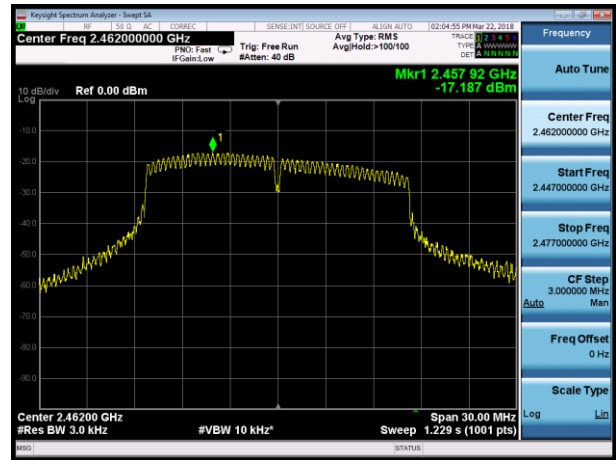 Keysight Spectrum Analyzer - Swept SA
RF 50 Ω AC CORREC SENSE:INT SOURCE OFF ALIGN AUTO 02:04:55 PM Mar 22, 2018
Center Freq 2.462000000 GHz
PNO: Fast
IFGain:Low
Trig: Free Run
#Atten: 40 dB
Avg Type: RMS
Avg|Hold:>100/100
TRACE 1 2 3 4 5 6
TYPE A WWWWW
DET A NNNNN
Mkr1 2.457 92 GHz
-17.187 dBm
10 dB/div Ref 0.00 dBm
Log
1
-10.0
-20.0
-30.0
-40.0
-50.0
-60.0
-70.0
-80.0
-90.0
Center 2.46200 GHz
Span 30.00 MHz
#Res BW 3.0 kHz
#VBW 10 kHz*
Sweep 1.229 s (1001 pts)
MSG
STATUS
Frequency
Auto Tune
Center Freq
2.462000000 GHz
Start Freq
2.447000000 GHz
Stop Freq
2.477000000 GHz
CF Step
3.000000 MHz
Auto Man
Freq Offset
0 Hz
Scale Type
Log Lin